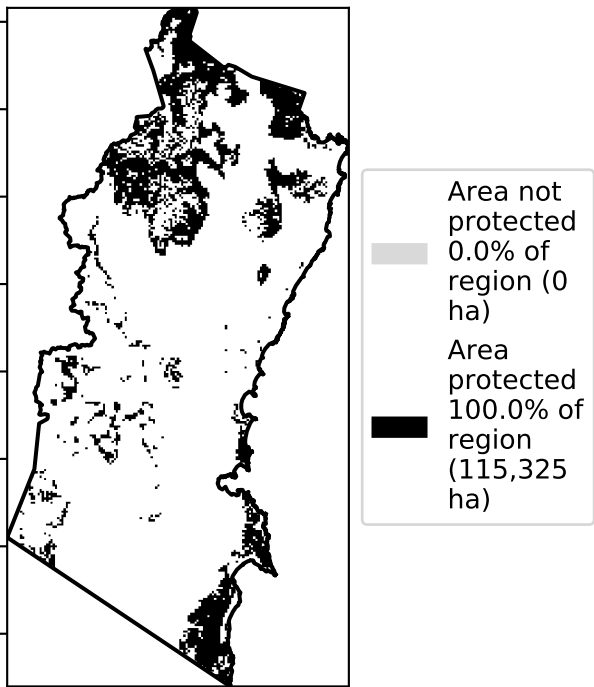 Area not
protected
0.0% of
region (0
ha)
Area
protected
100.0% of
region
(115,325
ha)